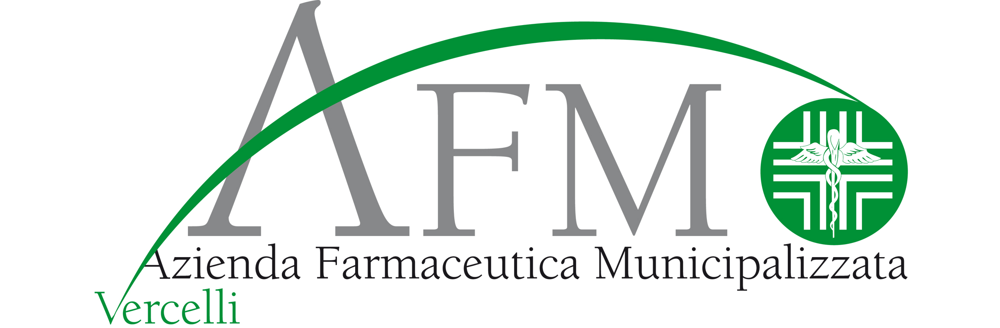 AFM
Azienda Farmaceutica Municipalizzata
Vercelli